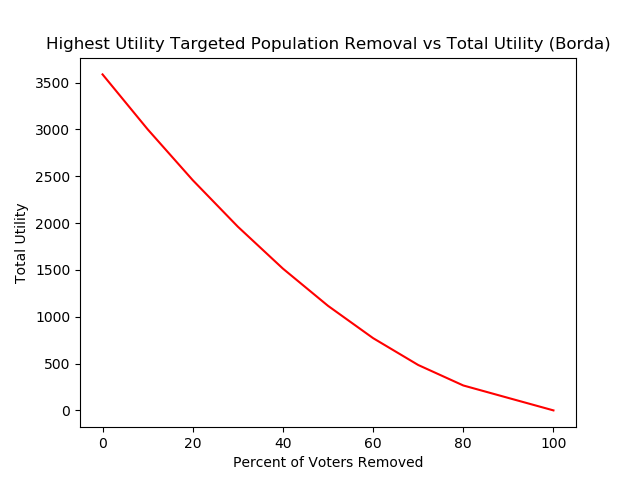 Highest Utility Targeted Population Removal vs Total Utility (Borda)
Total Utility
3500
3000
2500
2000
1500
1000
500
0
0 20 40 60 80 100
Percent of Voters Removed